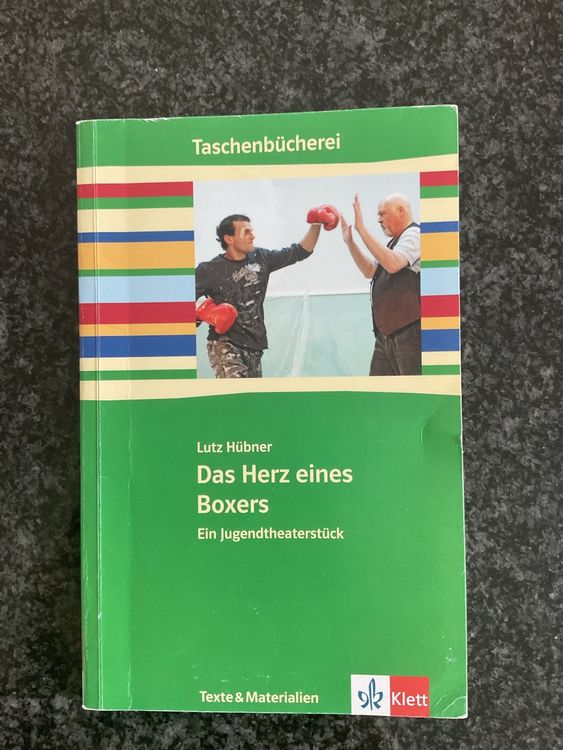 Taschenbücherei
Lutz Hübner
Das Herz eines
Boxers
Ein Jugendtheaterstück
Texte & Materialien
Klett